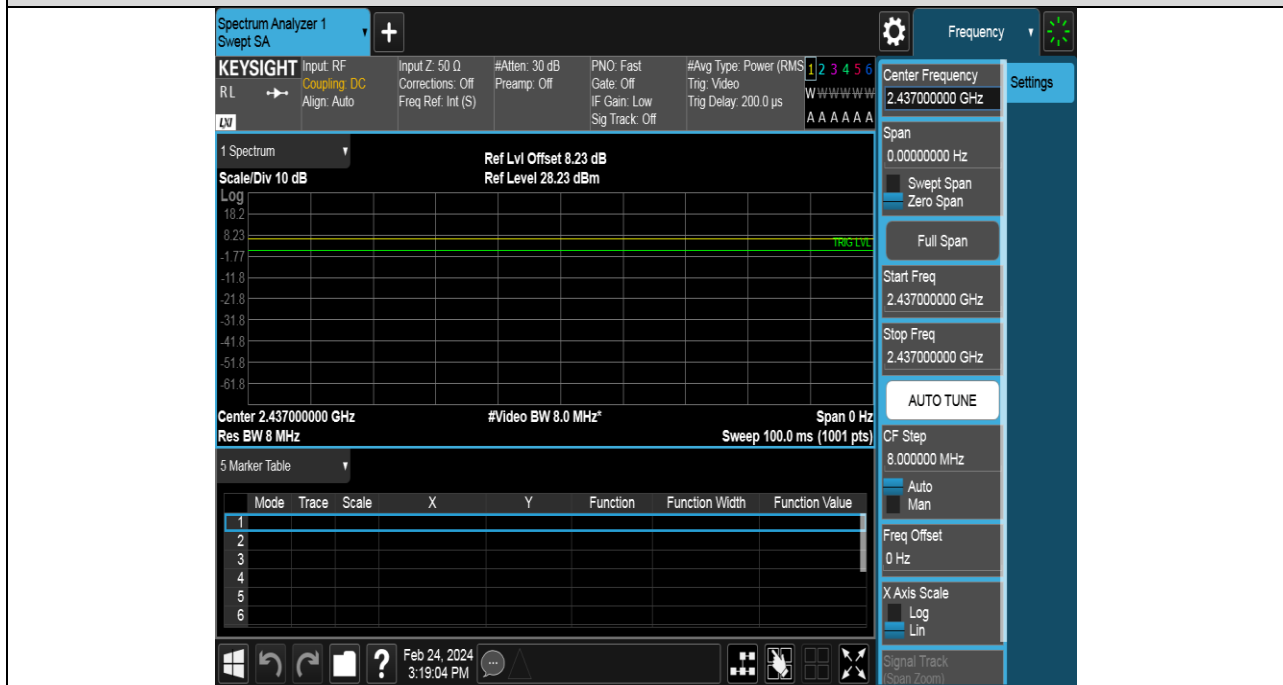 Spectrum Analyzer 1
Swept SA
+
Frequency
KEYSIGHT
RL
LXI
Input: RF
Coupling: DC
Align: Auto
Input Z: 50 Ω
Corrections: Off
Freq Ref: Int (S)
#Atten: 30 dB
Preamp: Off
PNO: Fast
Gate: Off
IF Gain: Low
Sig Track: Off
#Avg Type: Power (RMS
Trig: Video
Trig Delay: 200.0 µs
1 2 3 4 5 6
W W W W W W
A A A A A A
1 Spectrum
Scale/Div 10 dB
Ref Lvl Offset 8.23 dB
Ref Level 28.23 dBm
Log
18.2
8.23
-1.77
-11.8
-21.8
-31.8
-41.8
-51.8
-61.8
TRIG LVL
Center 2.437000000 GHz
#Video BW 8.0 MHz*
Span 0 Hz
Res BW 8 MHz
Sweep 100.0 ms (1001 pts)
5 Marker Table
Mode Trace Scale X Y Function Function Width Function Value
1
2
3
4
5
6
?
Feb 24, 2024
3:19:04 PM
Center Frequency
2.437000000 GHz
Settings
Span
0.00000000 Hz
Swept Span
Zero Span
Full Span
Start Freq
2.437000000 GHz
Stop Freq
2.437000000 GHz
AUTO TUNE
CF Step
8.000000 MHz
Auto
Man
Freq Offset
0 Hz
X Axis Scale
Log
Lin
Signal Track
(Span Zoom)